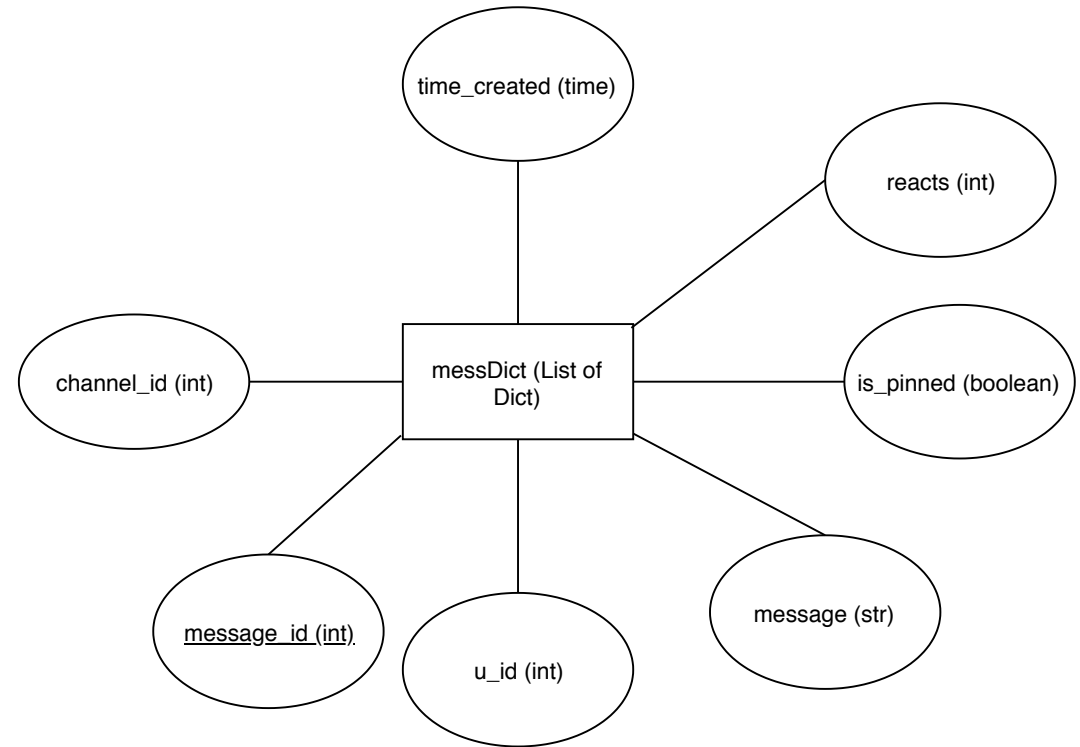 time_created (time)
reacts (int)
messDict (List of
Dict)
channel_id (int)
is_pinned (boolean)
message (str)
message_id (int)
u_id (int)